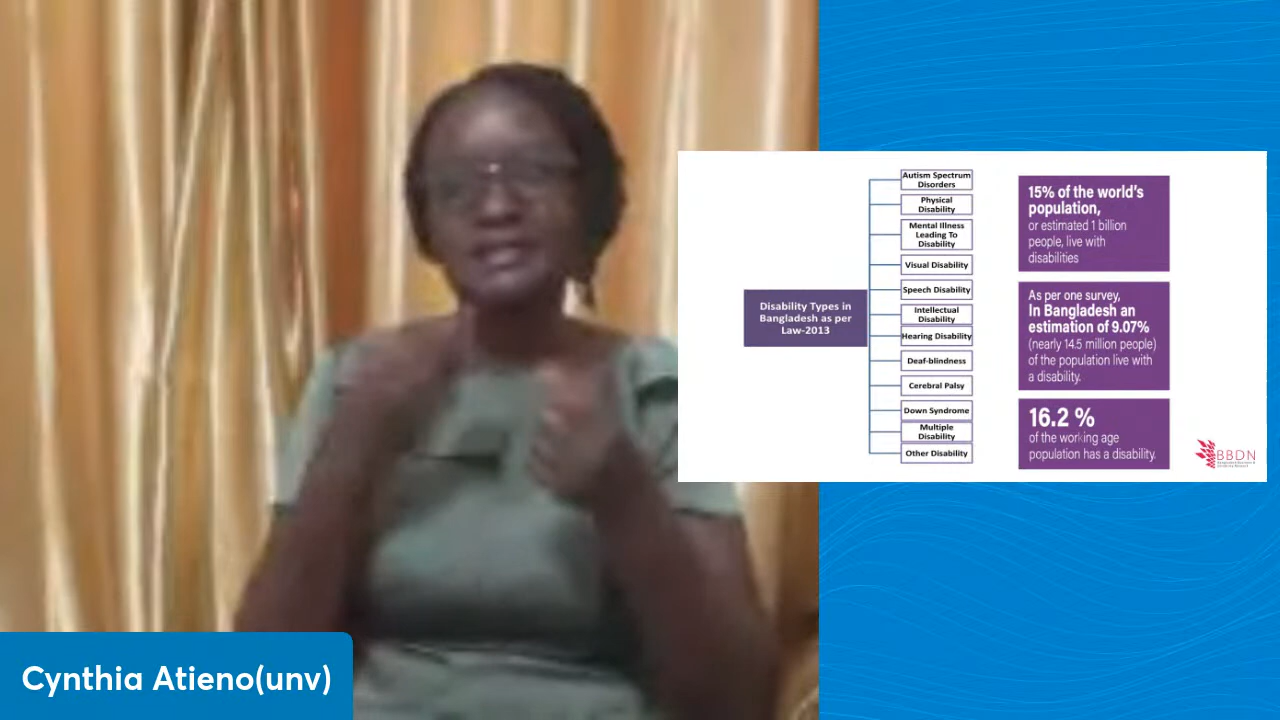 Disability Types in
Bangladesh as per
Law-2013
Autism Spectrum
Disorders
Physical
Disability
Mental Illness
Leading To
Disability
Visual Disability
Speech Disability
Intellectual
Disability
Hearing Disability
Deaf-blindness
Cerebral Palsy
Down Syndrome
Multiple
Disability
Other Disability
15% of the world's
population,
or estimated 1 billion
people, live with
disabilities
As per one survey,
In Bangladesh an
estimation of 9.07%
(nearly 14.5 million people)
of the population live with
a disability.
16.2 %
of the working age
population has a disability.
BBDN
Cynthia Atieno(unv)